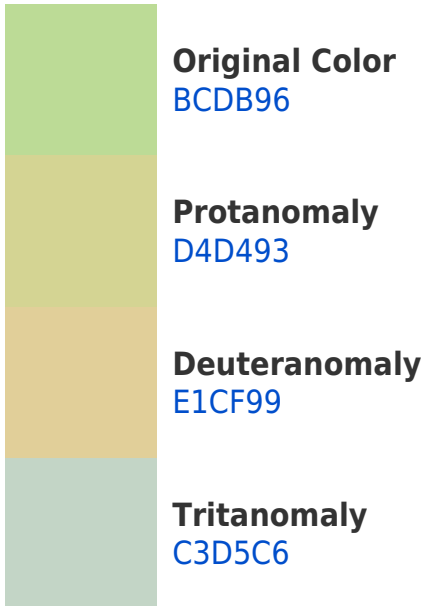 Original Color
BCDB96
Protanomaly
D4D493
Deuteranomaly
E1CF99
Tritanomaly
C3D5C6